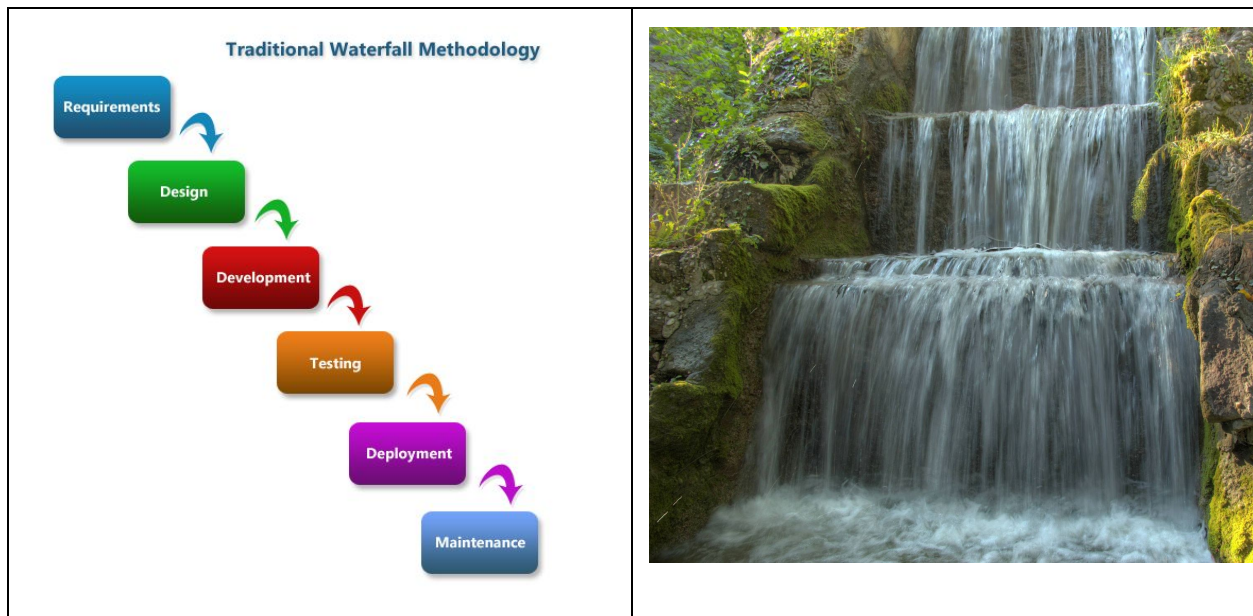 Traditional Waterfall Methodology
Requirements
Design
Development
Testing
Deployment
Maintenance